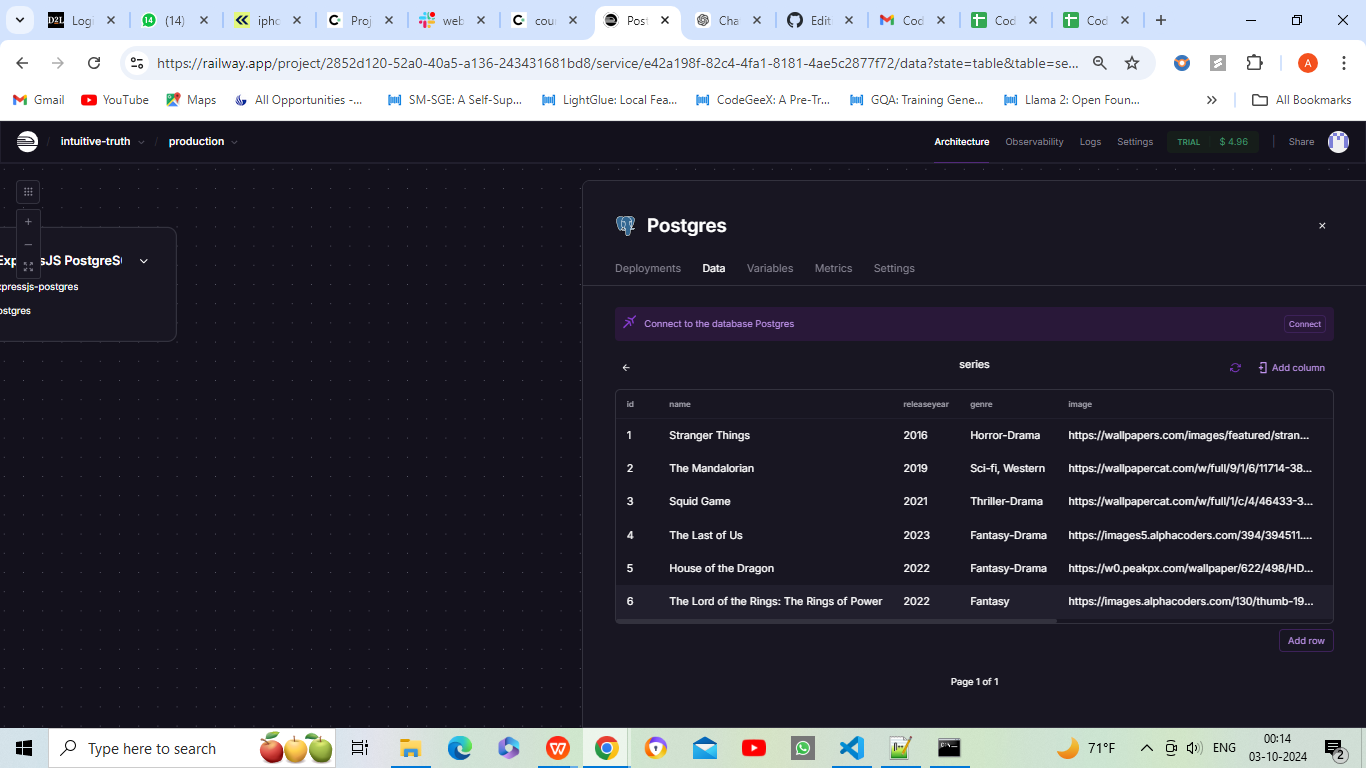 D2L Logi
14 (14)
ipho
Proj
web
cour
Post
Cha
Editi
Cod
Cod
Cod
https://railway.app/project/2852d120-52a0-40a5-a136-243431681bd8/service/e42a198f-82c4-4fa1-8181-4ae5c2877f72/data?state=table&table=se...
A
Gmail YouTube Maps All Opportunities -... SM-SGE: A Self-Sup... LightGlue: Local Fea... CodeGeeX: A Pre-Tr... GQA: Training Gene... Llama 2: Open Foun... All Bookmarks
/ intuitive-truth / production Architecture Observability Logs Settings TRIAL $ 4.96 Share
ExpressJS PostgreS
xpressjs-postgres
ostgres
Postgres
Deployments Data Variables Metrics Settings
Connect to the database Postgres Connect
series Add column
id name releaseyear genre image
1 Stranger Things 2016 Horror-Drama https://wallpapers.com/images/featured/stran...
2 The Mandalorian 2019 Sci-fi, Western https://wallpapercat.com/w/full/9/1/6/11714-38...
3 Squid Game 2021 Thriller-Drama https://wallpapercat.com/w/full/1/c/4/46433-3...
4 The Last of Us 2023 Fantasy-Drama https://images5.alphacoders.com/394/394511....
5 House of the Dragon 2022 Fantasy-Drama https://w0.peakpx.com/wallpaper/622/498/HD...
6 The Lord of the Rings: The Rings of Power 2022 Fantasy https://images.alphacoders.com/130/thumb-19...
Add row
Page 1 of 1
Type here to search
71°F ENG 00:14
03-10-2024
2